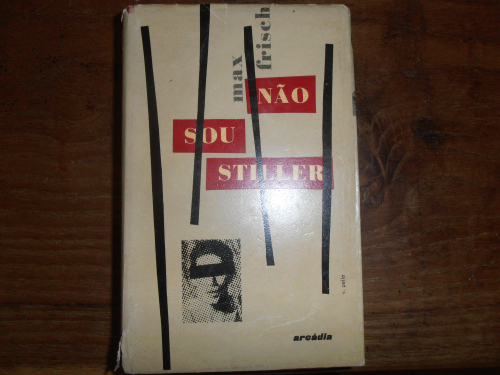 max
frisch
NÃO
SOU
STILLER
D
arcádia